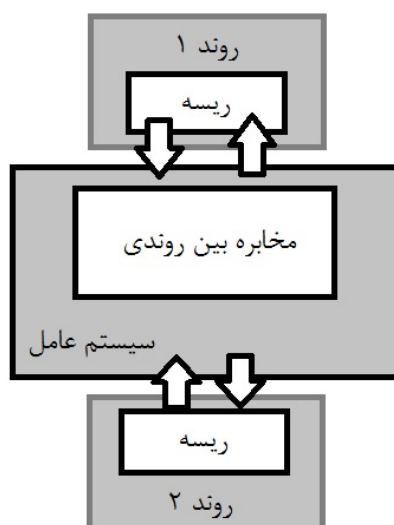 روند ۱
ریسه
مخابره بین روندی
سیستم عامل
ریسه
روند ۲